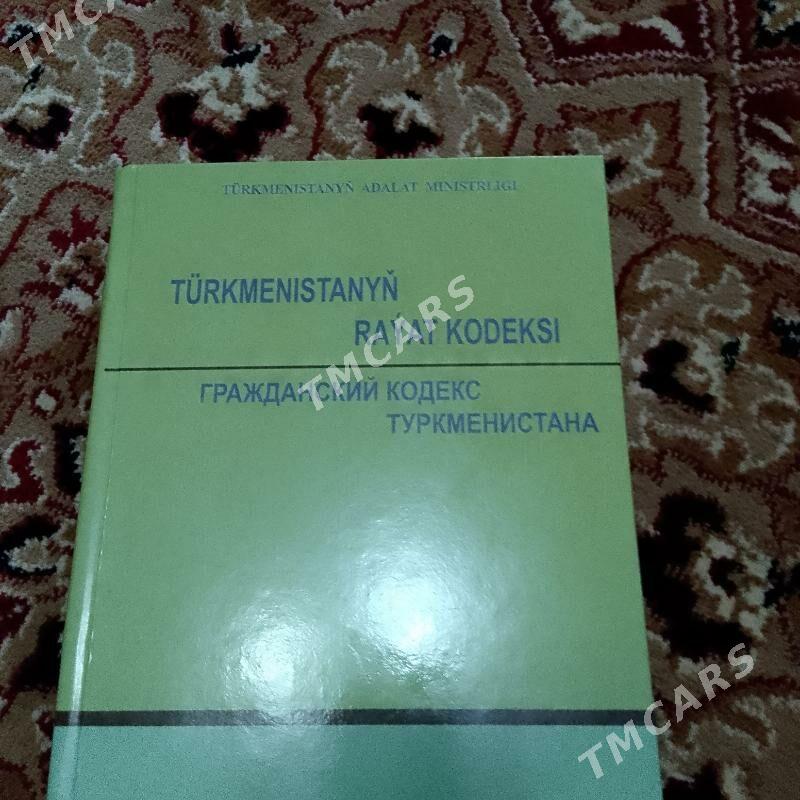 TMCARS
TÜRKMENISTANYŇ ADALAT MINISTRLIGI
TÜRKMENISTANYŇ
RAÝAT KODEKSI
TMCARS
ГРАЖДАНСКИЙ КОДЕКС
ТУРКМЕНИСТАНА
TMCARS